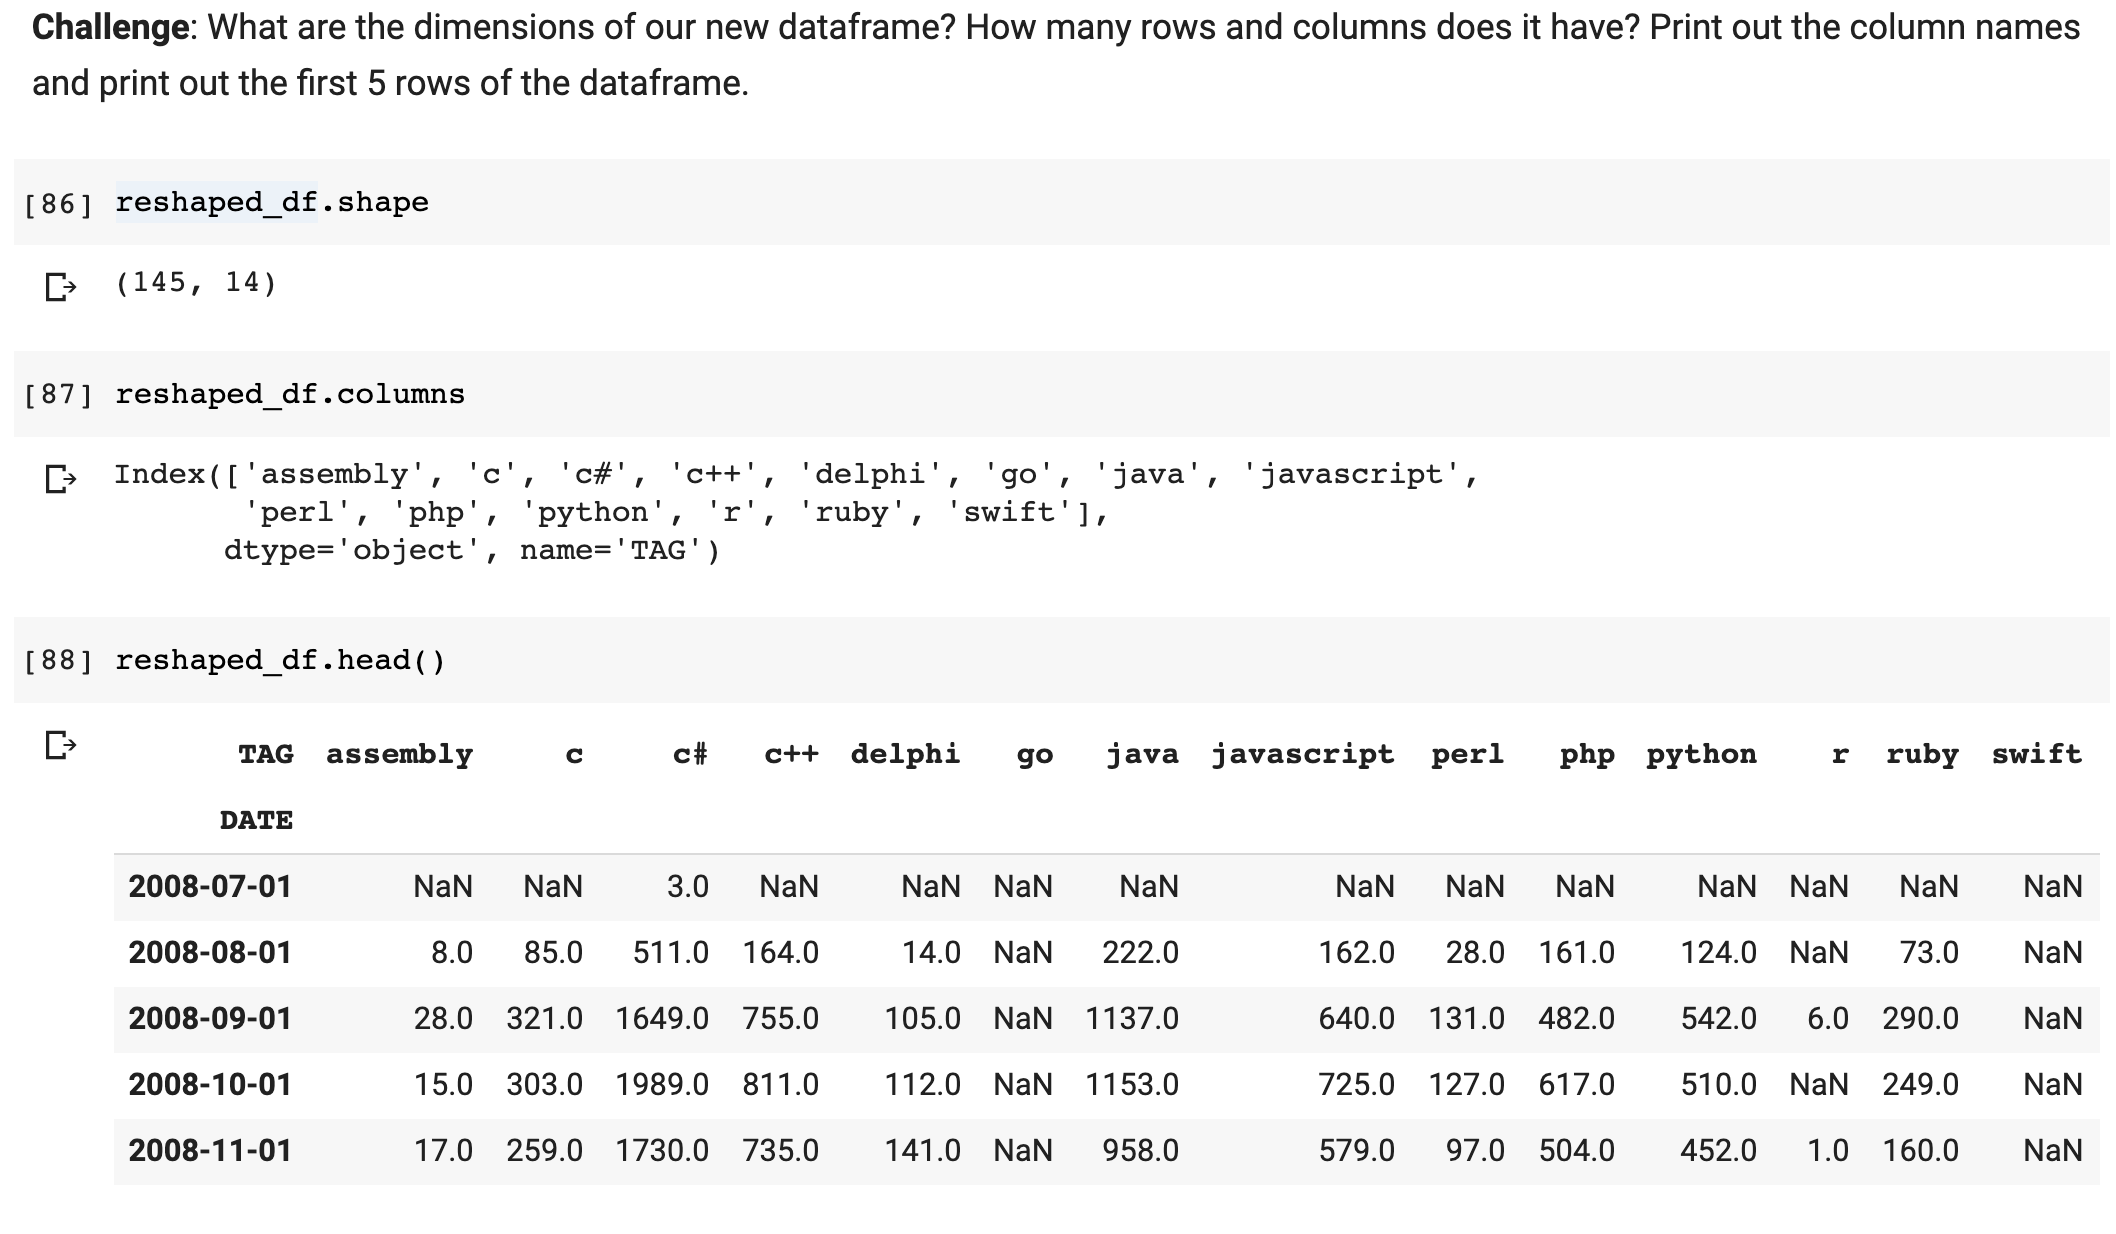 Challenge: What are the dimensions of our new dataframe? How many rows and columns does it have? Print out the column names
and print out the first 5 rows of the dataframe.
[86] reshaped_df.shape
(145, 14)
[87] reshaped_df.columns
Index(['assembly', 'c', 'c#', 'c++', 'delphi', 'go', 'java', 'javascript',
'perl', 'php', 'python', 'r', 'ruby', 'swift'],
dtype='object', name='TAG')
[88] reshaped_df.head()
TAG assembly c c# c++ delphi go java javascript perl php python r ruby swift
DATE
2008-07-01 NaN NaN 3.0 NaN NaN NaN NaN NaN NaN NaN NaN NaN NaN NaN
2008-08-01 8.0 85.0 511.0 164.0 14.0 NaN 222.0 162.0 28.0 161.0 124.0 NaN 73.0 NaN
2008-09-01 28.0 321.0 1649.0 755.0 105.0 NaN 1137.0 640.0 131.0 482.0 542.0 6.0 290.0 NaN
2008-10-01 15.0 303.0 1989.0 811.0 112.0 NaN 1153.0 725.0 127.0 617.0 510.0 NaN 249.0 NaN
2008-11-01 17.0 259.0 1730.0 735.0 141.0 NaN 958.0 579.0 97.0 504.0 452.0 1.0 160.0 NaN